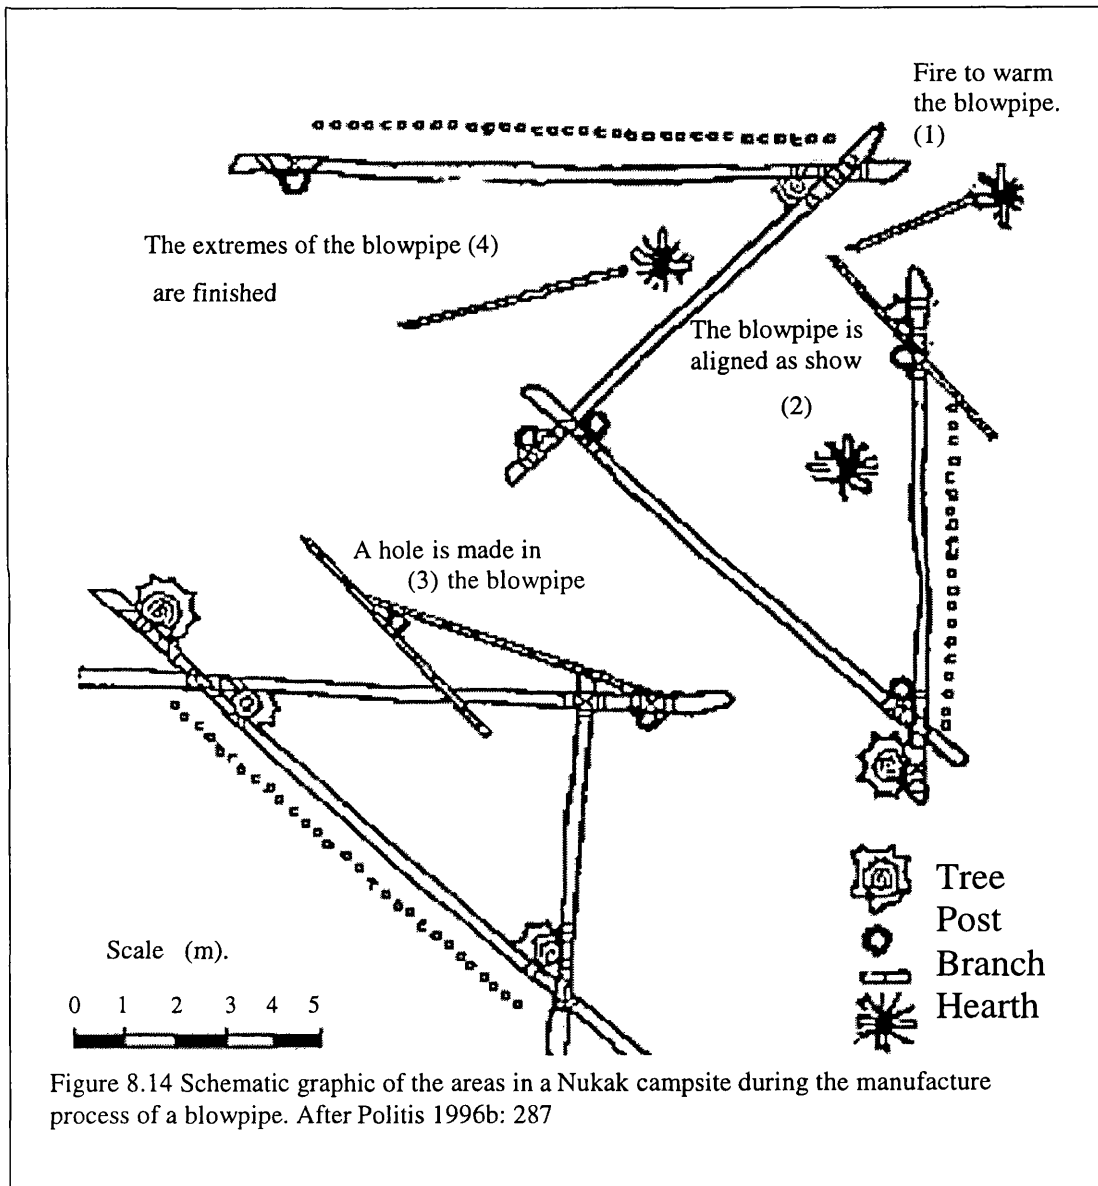 Fire to warm
the blowpipe.
(1)
The extremes of the blowpipe (4)
are finished
The blowpipe is
aligned as show
(2)
A hole is made in
(3) the blowpipe
Tree
Post
Branch
Hearth
Scale (m).
0 1 2 3 4 5
Figure 8.14 Schematic graphic of the areas in a Nukak campsite during the manufacture
process of a blowpipe. After Politis 1996b: 287